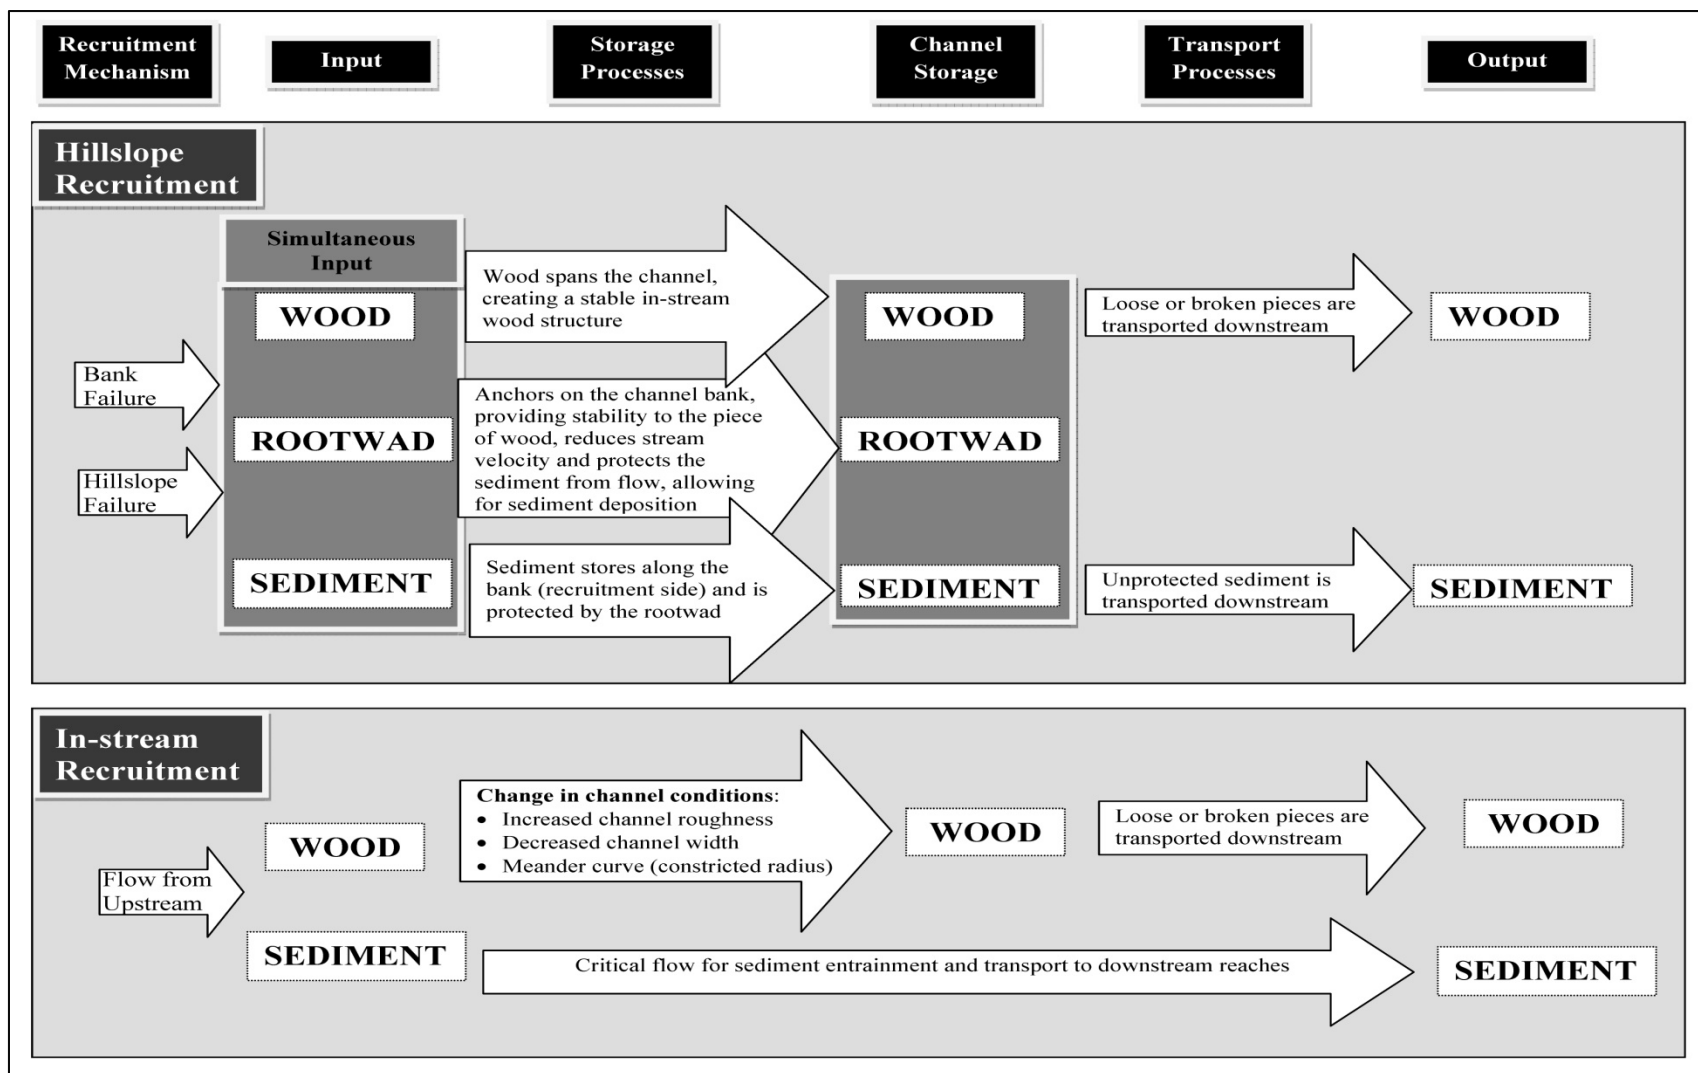 Recruitment
Mechanism
Input
Storage
Processes
Channel
Storage
Transport
Processes
Output
Hillslope
Recruitment
Bank
Failure
Hillslope
Failure
Simultaneous
Input
WOOD
ROOTWAD
SEDIMENT
Wood spans the channel,
creating a stable in-stream
wood structure
Anchors on the channel bank,
providing stability to the piece
of wood, reduces stream
velocity and protects the
sediment from flow, allowing
for sediment deposition
Sediment stores along the
bank (recruitment side) and is
protected by the rootwad
WOOD
ROOTWAD
SEDIMENT
Loose or broken pieces are
transported downstream
Unprotected sediment is
transported downstream
WOOD
SEDIMENT
In-stream
Recruitment
Flow from
Upstream
WOOD
SEDIMENT
Change in channel conditions:
• Increased channel roughness
• Decreased channel width
• Meander curve (constricted radius)
WOOD
Loose or broken pieces are
transported downstream
WOOD
Critical flow for sediment entrainment and transport to downstream reaches
SEDIMENT